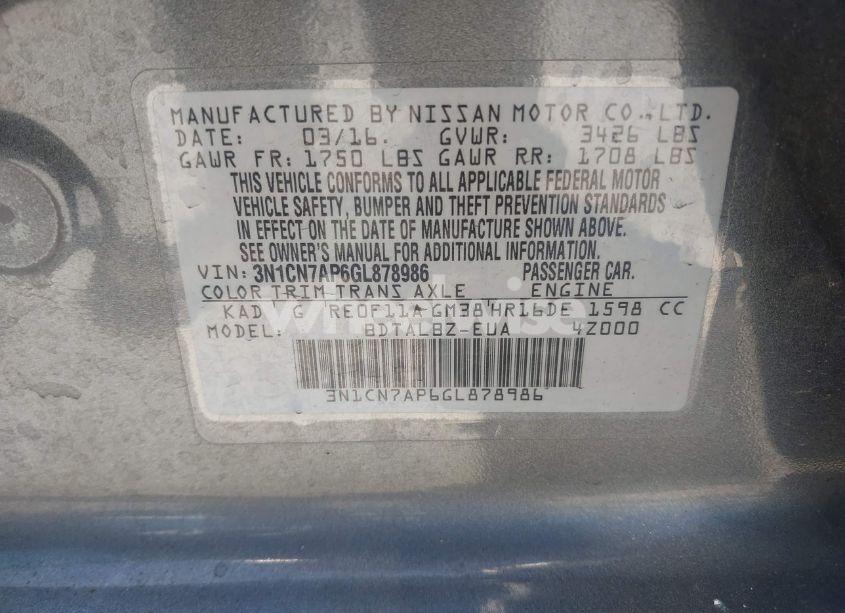 MANUFACTURED BY NISSAN MOTOR CO., LTD.
DATE: 03/16. GVWR: 3426 LBS
GAWR FR: 1750 LBS GAWR RR: 1708 LBS
THIS VEHICLE CONFORMS TO ALL APPLICABLE FEDERAL MOTOR
VEHICLE SAFETY, BUMPER AND THEFT PREVENTION STANDARDS
IN EFFECT ON THE DATE OF MANUFACTURE SHOWN ABOVE.
SEE OWNER'S MANUAL FOR ADDITIONAL INFORMATION.
VIN: 3N1CN7AP6GL878986 PASSENGER CAR.
COLOR TRIM TRANS AXLE ENGINE
KAD G RE0F11A GM38 HR16DE 1598 CC
MODEL: BDTALBZ-EUA 4Z000
3N1CN7AP6GL878986